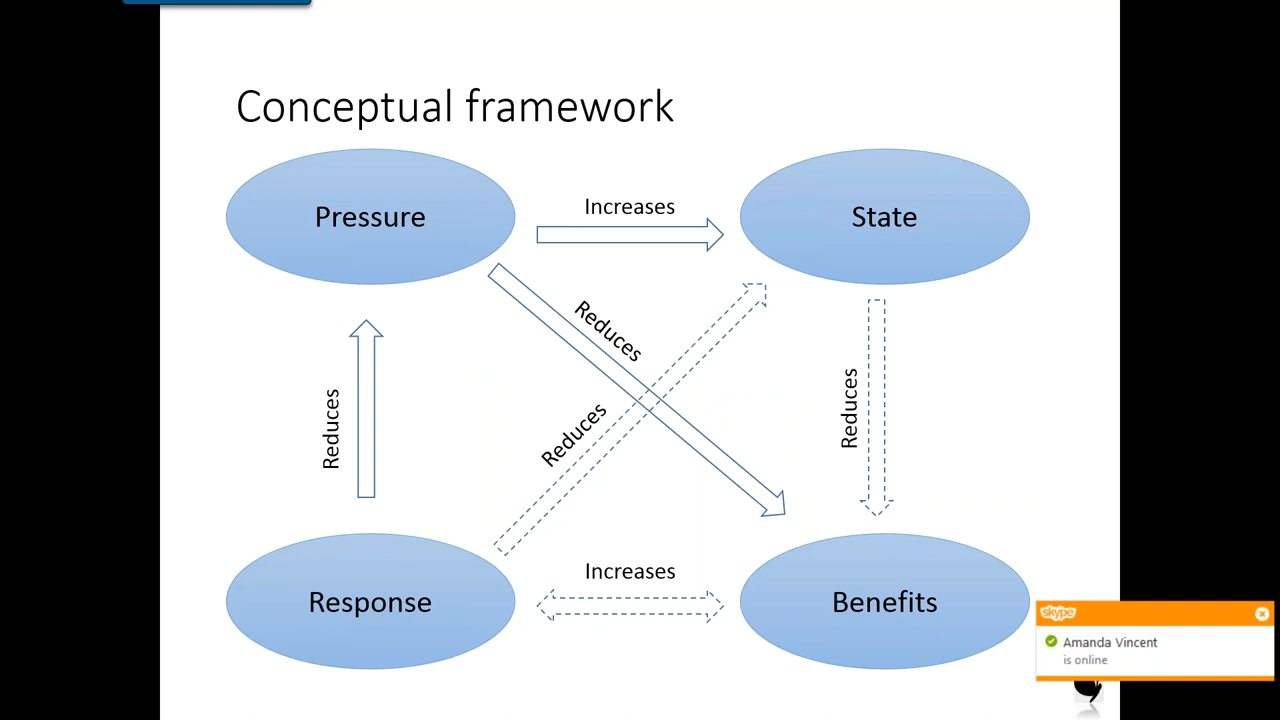 Conceptual framework
Pressure
Increases
State
Reduces
Reduces
Reduces
Reduces
Response
Increases
Benefits
skype
Amanda Vincent
is online